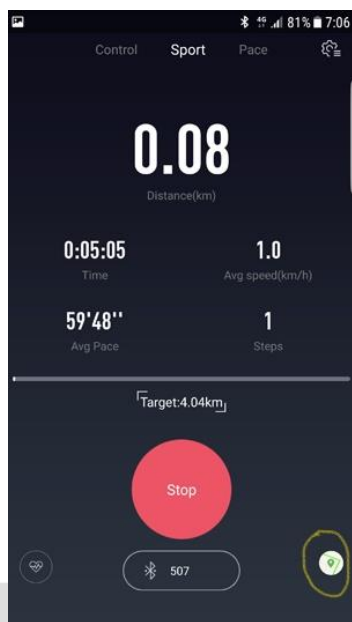 4G 81% 7:06
Control Sport Pace
0.08
Distance(km)
0:05:05 1.0
Time Avg speed(km/h)
59'48'' 1
Avg Pace Steps
Target:4.04km
Stop
507